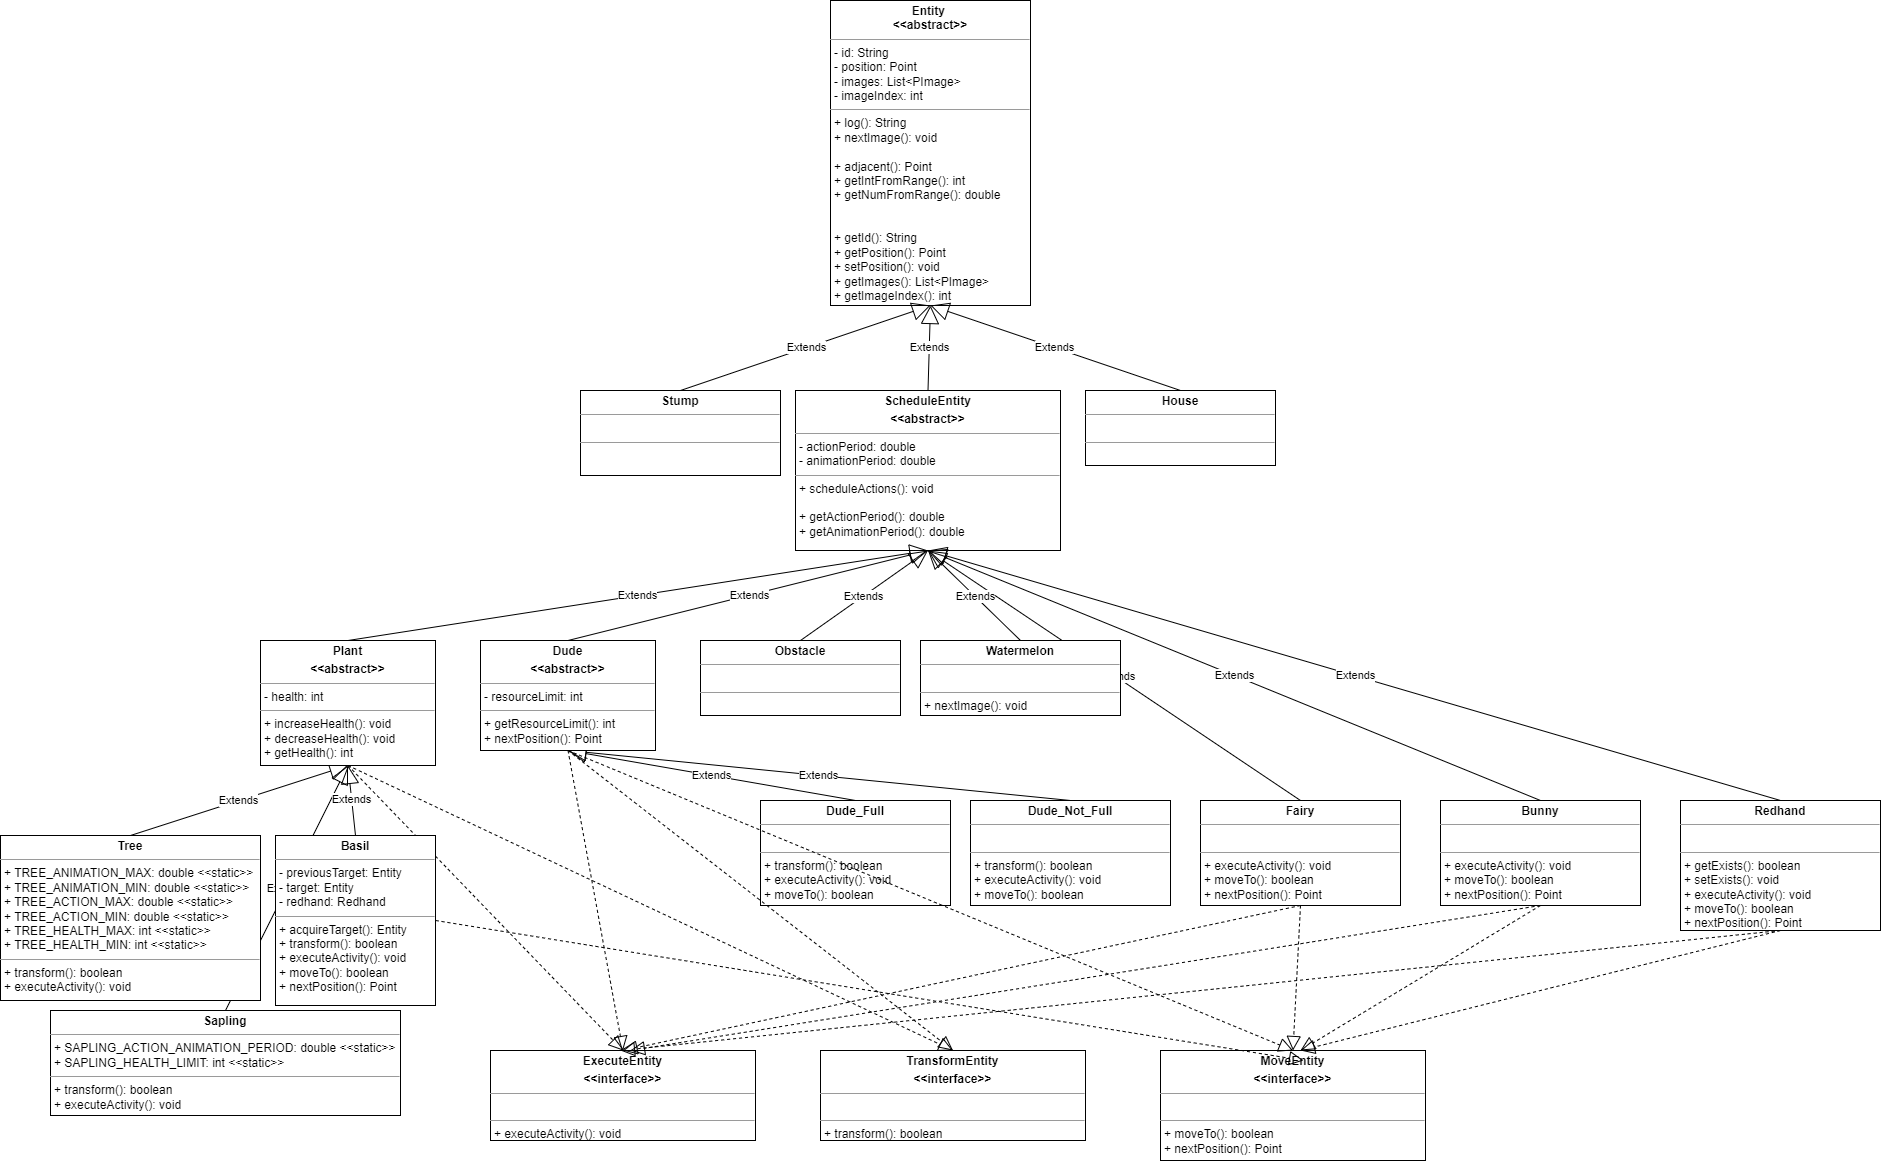 Entity
<<abstract>>
- id: String
- position: Point
- images: List<PImage>
- imageIndex: int
+ log(): String
+ nextImage(): void
+ adjacent(): Point
+ getIntFromRange(): int
+ getNumFromRange(): double
+ getId(): String
+ getPosition(): Point
+ setPosition(): void
+ getImages(): List<PImage>
+ getImageIndex(): int
Extends
Extends
Extends
Stump
ScheduleEntity
<<abstract>>
- actionPeriod: double
- animationPeriod: double
+ scheduleActions(): void
+ getActionPeriod(): double
+ getAnimationPeriod(): double
House
Extends
Extends
Extends
Extends
Plant
<<abstract>>
- health: int
+ increaseHealth(): void
+ decreaseHealth(): void
+ getHealth(): int
Dude
<<abstract>>
- resourceLimit: int
+ getResourceLimit(): int
+ nextPosition(): Point
Obstacle
Watermelon
+ nextImage(): void
nds
Extends
Extends
Extends
Extends
Extends
Extends
Dude_Full
+ transform(): boolean
+ executeActivity(): void
+ moveTo(): boolean
Dude_Not_Full
+ transform(): boolean
+ executeActivity(): void
+ moveTo(): boolean
Fairy
+ executeActivity(): void
+ moveTo(): boolean
+ nextPosition(): Point
Bunny
+ executeActivity(): void
+ moveTo(): boolean
+ nextPosition(): Point
Redhand
+ getExists(): boolean
+ setExists(): void
+ executeActivity(): void
+ moveTo(): boolean
+ nextPosition(): Point
Tree
+ TREE_ANIMATION_MAX: double <<static>>
+ TREE_ANIMATION_MIN: double <<static>>
+ TREE_ACTION_MAX: double <<static>>
+ TREE_ACTION_MIN: double <<static>>
+ TREE_HEALTH_MAX: int <<static>>
+ TREE_HEALTH_MIN: int <<static>>
+ transform(): boolean
+ executeActivity(): void
Basil
- previousTarget: Entity
- target: Entity
- redhand: Redhand
+ acquireTarget(): Entity
+ transform(): boolean
+ executeActivity(): void
+ moveTo(): boolean
+ nextPosition(): Point
Sapling
+ SAPLING_ACTION_ANIMATION_PERIOD: double <<static>>
+ SAPLING_HEALTH_LIMIT: int <<static>>
+ transform(): boolean
+ executeActivity(): void
ExecuteEntity
<<interface>>
+ executeActivity(): void
TransformEntity
<<interface>>
+ transform(): boolean
MoveEntity
<<interface>>
+ moveTo(): boolean
+ nextPosition(): Point